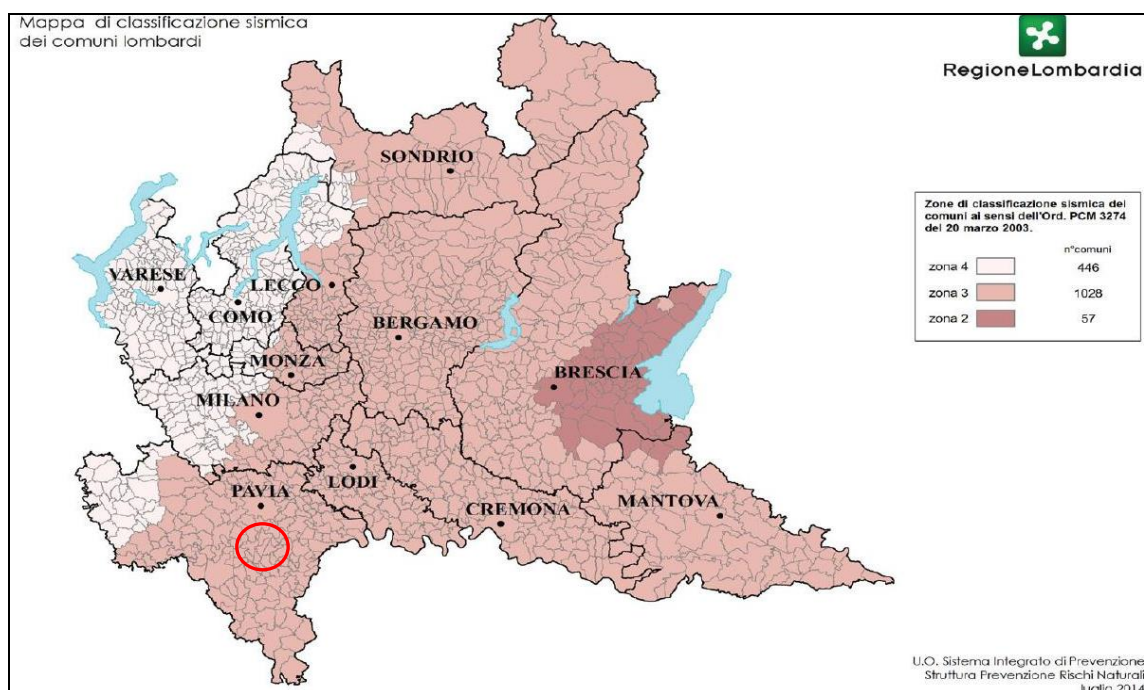 Mappa di classificazione sismica
dei comuni lombardi
RegioneLombardia
SONDRIO
VARESE
LECCO
COMO
BERGAMO
MONZA
BRESCIA
MILANO
PAVIA
LODI
CREMONA
MANTOVA
Zone di classificazione sismica dei
comuni ai sensi dell'Ord. PCM 3274
del 20 marzo 2003.
n°comuni
zona 4 446
zona 3 1028
zona 2 57
U.O. Sistema Integrato di Prevenzione
Struttura Prevenzione Rischi Naturali
luglio 2014